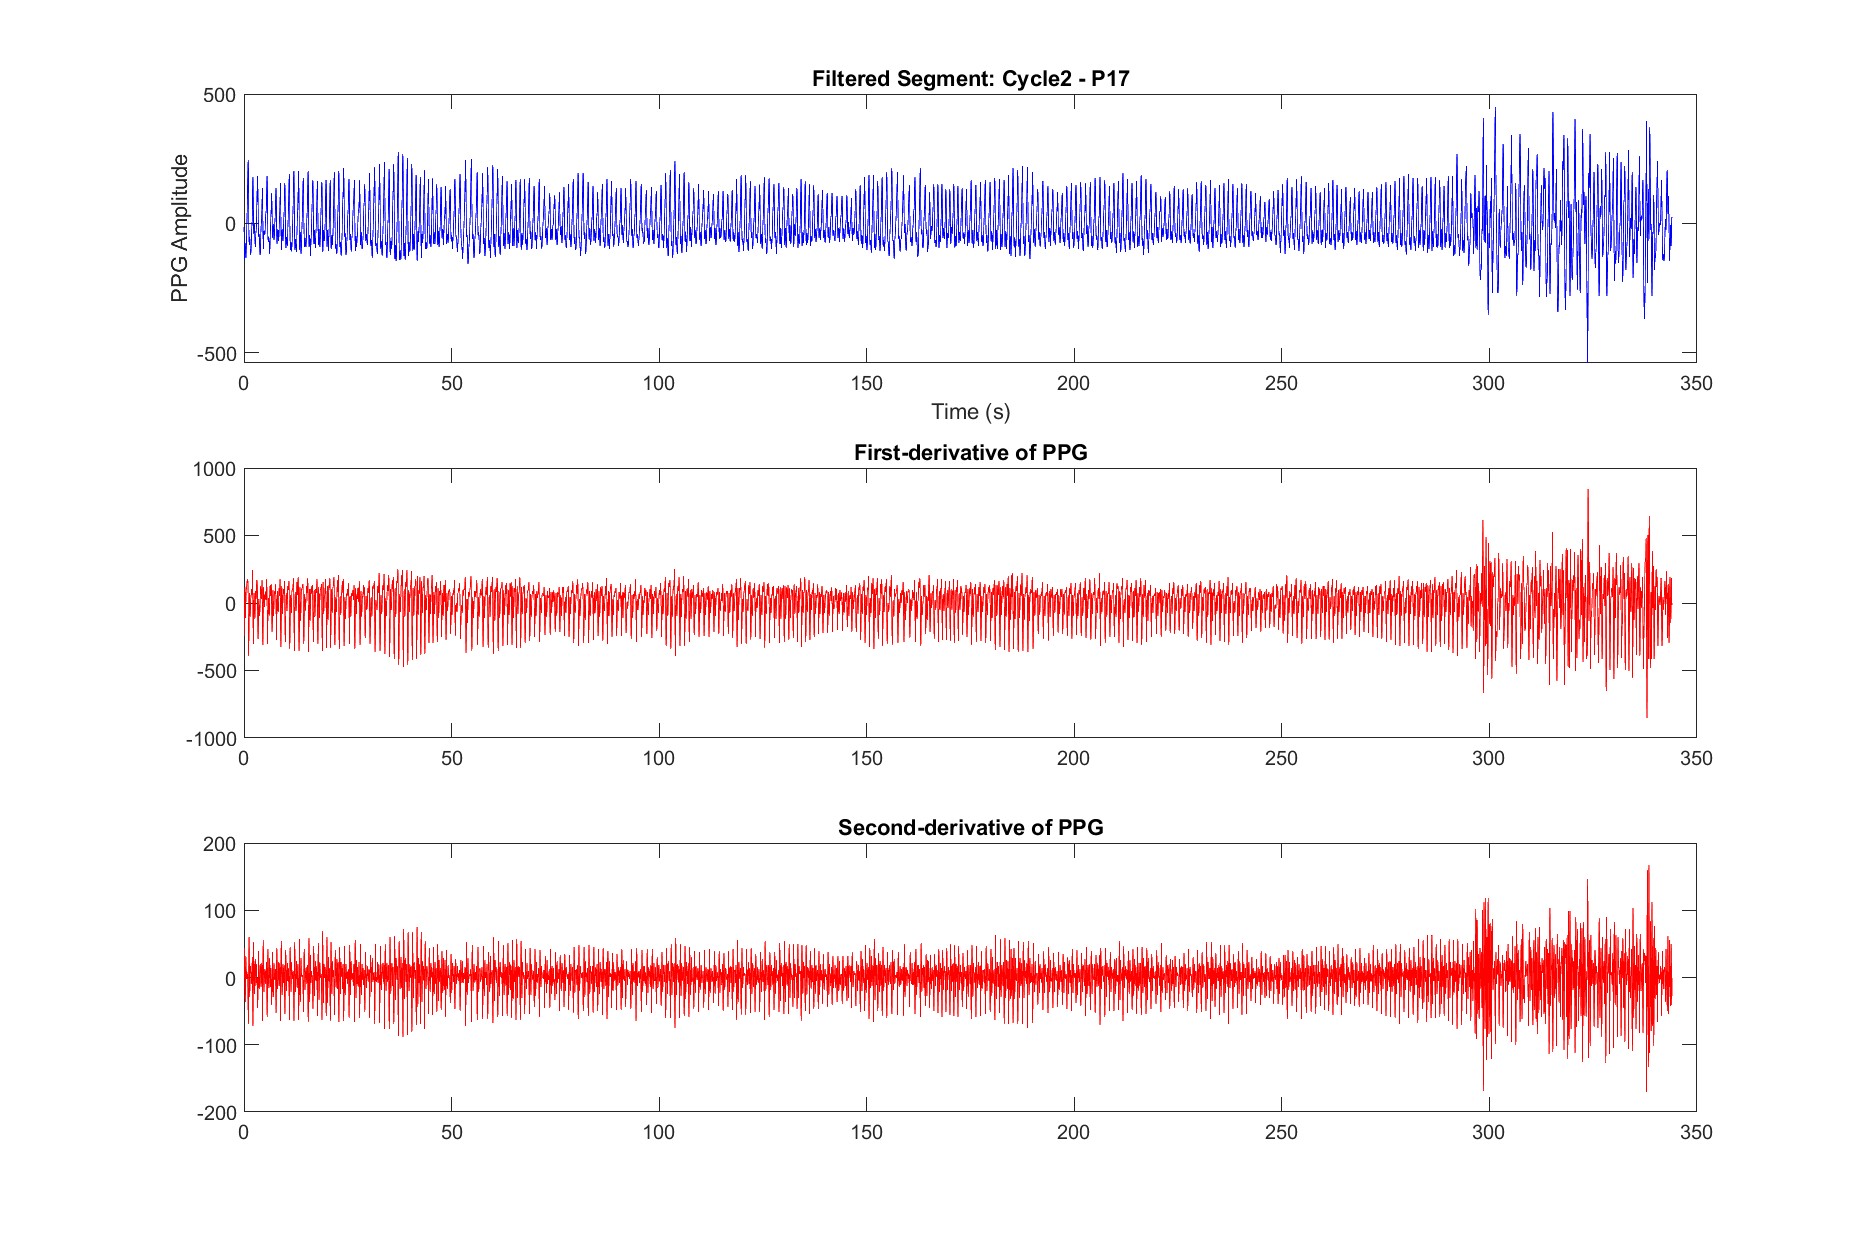 Filtered Segment: Cycle2 - P17
500
0
-500
PPG Amplitude
0 50 100 150 200 250 300 350
Time (s)
First-derivative of PPG
1000
500
0
-500
-1000
0 50 100 150 200 250 300 350
Second-derivative of PPG
200
100
0
-100
-200
0 50 100 150 200 250 300 350